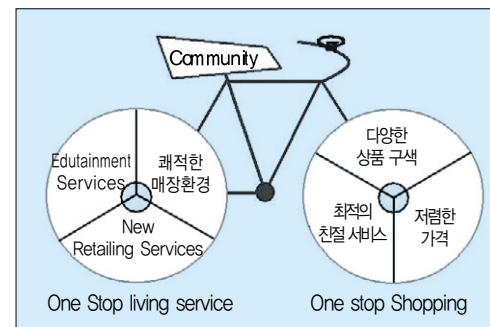 Community
Edutainment
Services
쾌적한
매장환경
New
Retailing Services
다양한
상품 구색
최적의
친절 서비스
저렴한
가격
One Stop living service
One stop Shopping